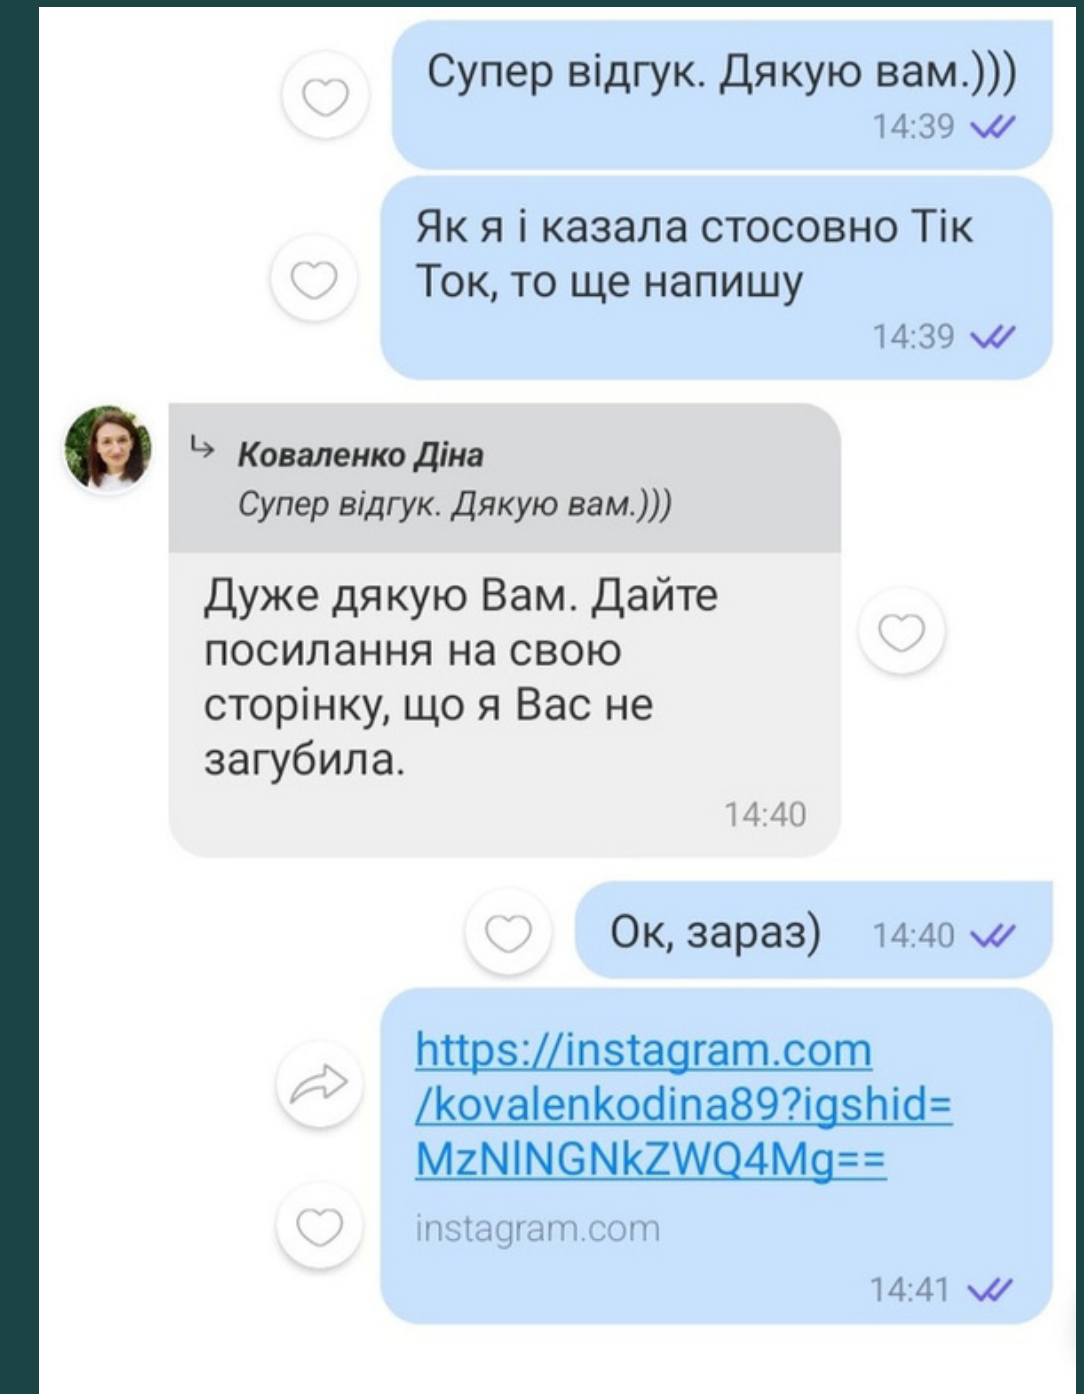 Супер відгук. Дякую вам.)))
14:39
Як я і казала стосовно Тік
Ток, то ще напишу
14:39
Коваленко Діна
Супер відгук. Дякую вам.)))
Дуже дякую Вам. Дайте
посилання на свою
сторінку, що я Вас не
загубила.
14:40
Ок, зараз) 14:40
https://instagram.com
/kovalenkodina89?igshid=
MzNlNGNkZWQ4Mg==
instagram.com
14:41